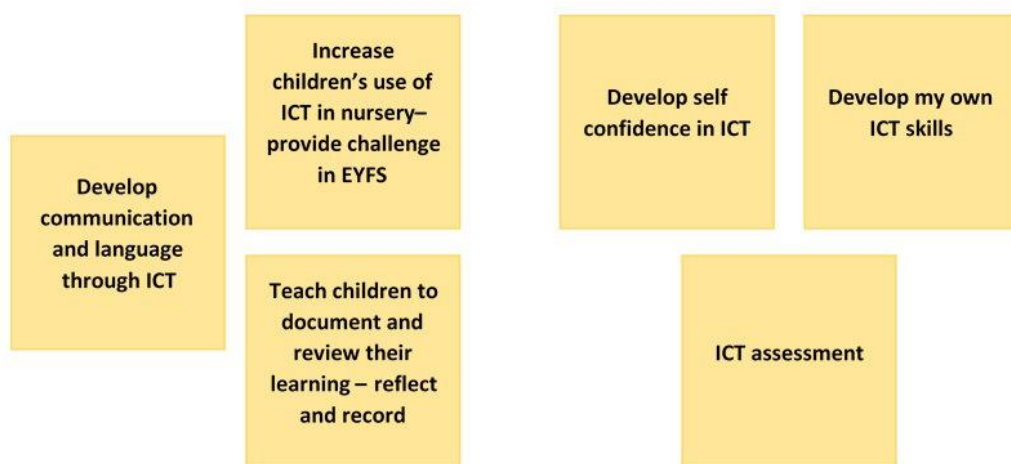 Increase
children’s use of
ICT in nursery–
provide challenge
in EYFS
Develop self
confidence in ICT
Develop my own
ICT skills
Develop
communication
and language
through ICT
Teach children to
document and
review their
learning – reflect
and record
ICT assessment